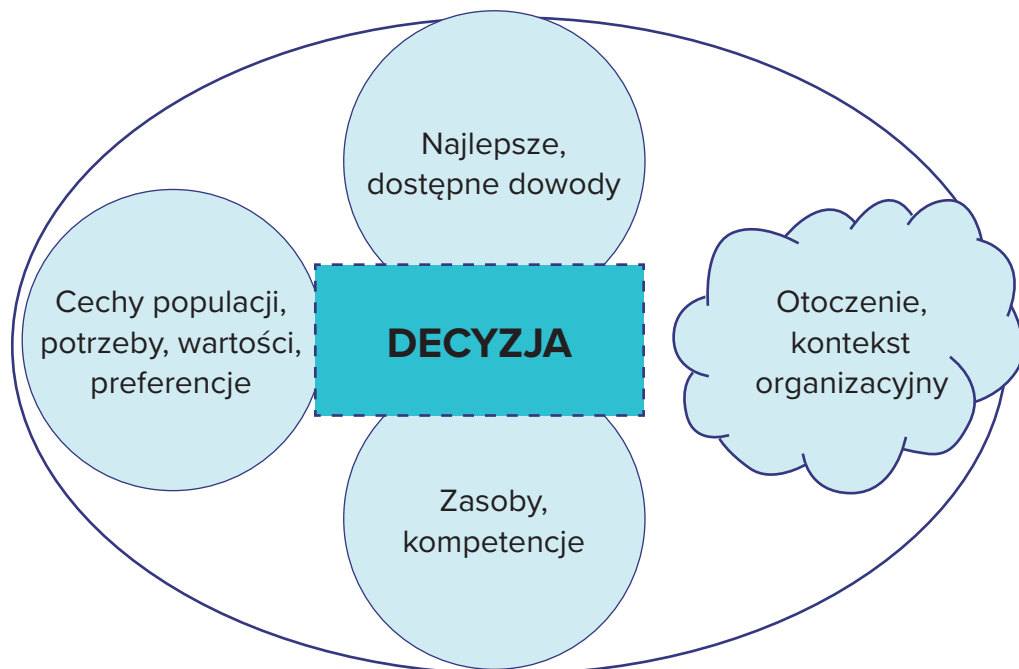 Najlepsze,
dostępne dowody
Cechy populacji,
potrzeby, wartości,
preferencje
DECYZJA
Otoczenie,
kontekst
organizacyjny
Zasoby,
kompetencje